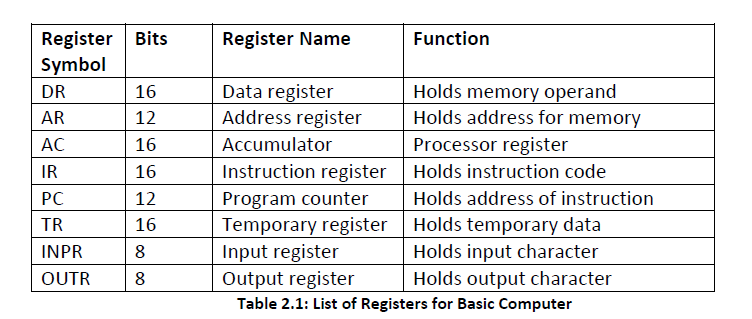 Register Symbol Bits Register Name Function
DR 16 Data register Holds memory operand
AR 12 Address register Holds address for memory
AC 16 Accumulator Processor register
IR 16 Instruction register Holds instruction code
PC 12 Program counter Holds address of instruction
TR 16 Temporary register Holds temporary data
INPR 8 Input register Holds input character
OUTR 8 Output register Holds output character
Table 2.1: List of Registers for Basic Computer